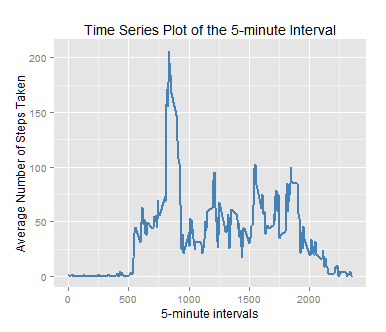 Time Series Plot of the 5-minute Interval
Average Number of Steps Taken
200
150
100
50
0
0 500 1000 1500 2000
5-minute intervals